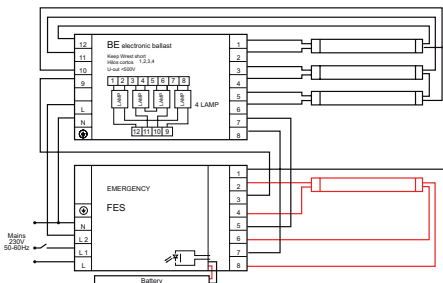 12
11
10
9
L
N
BE electronic ballast
Keep Wirest short
Hilos cortos 1,2,3,4
U-out <500V
1 2 3 4 5 6 7 8
LAMP LAMP LAMP LAMP
4 LAMP
12 11 10 9
1
2
3
4
5
6
7
8
EMERGENCY
FES
N
L 2
L 1
L
1
2
3
4
5
6
7
8
Mains
230V
50-60Hz
Battery